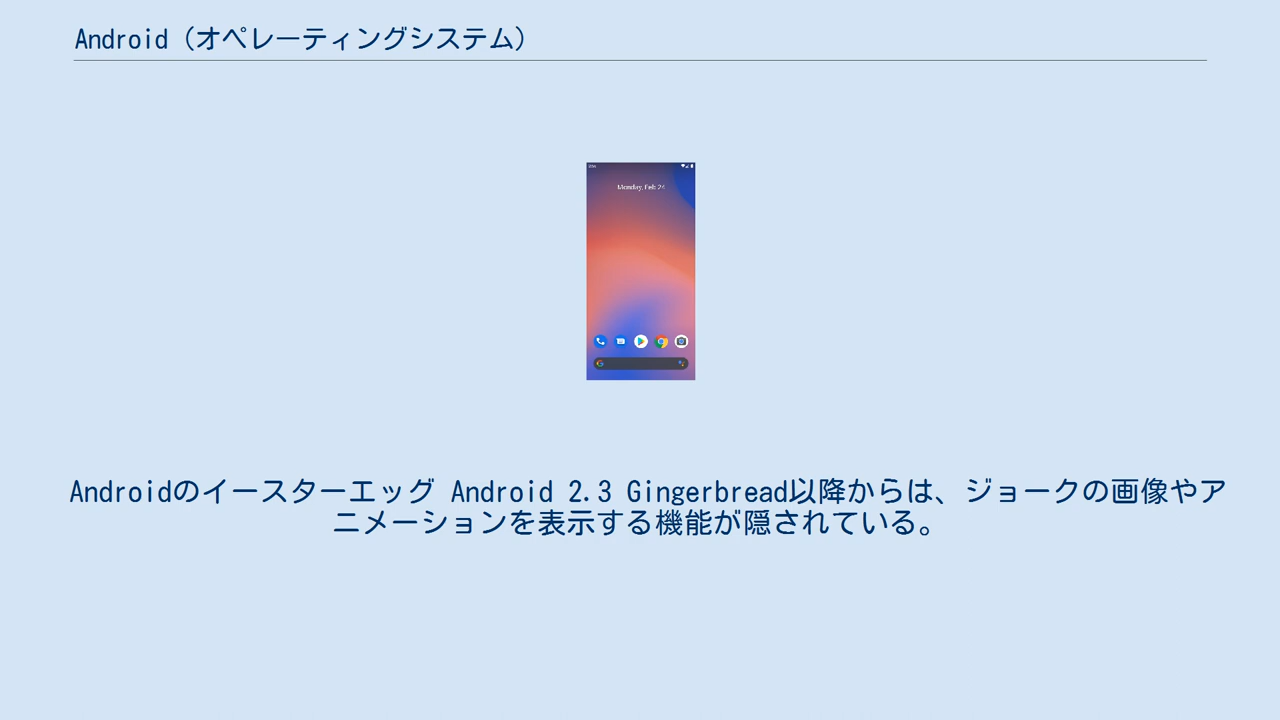 Android（オペレーティングシステム）
Monday, Feb 24
Androidのイースターエッグ Android 2.3 Gingerbread以降からは、ジョークの画像やア
ニメーションを表示する機能が隠されている。